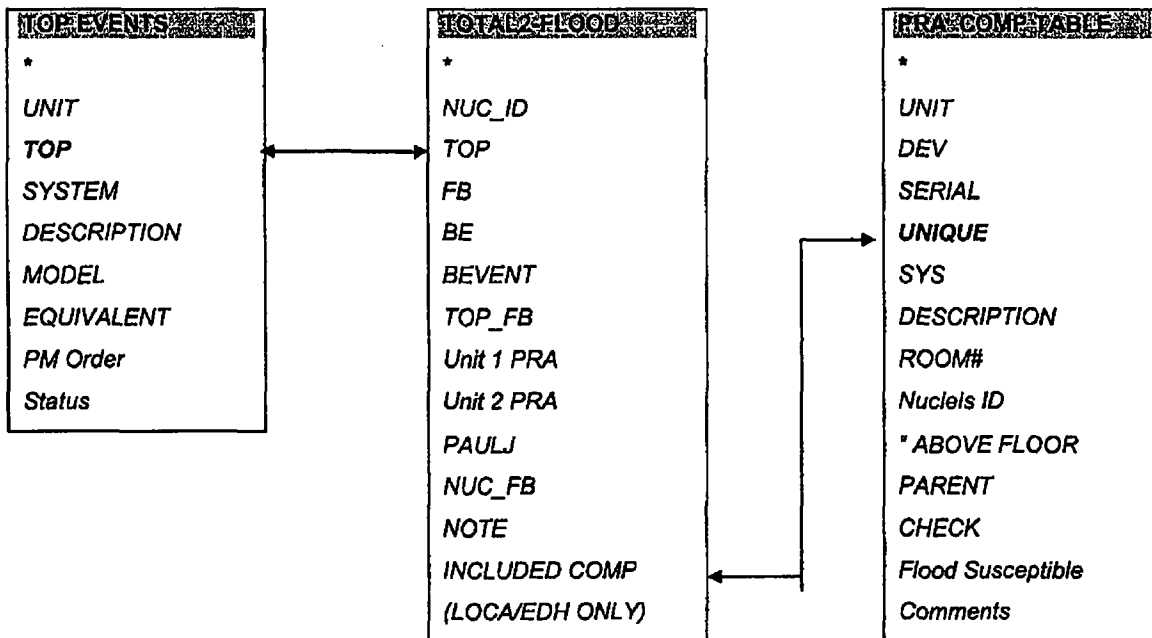 TOP EVENTS
*
UNIT
TOP
SYSTEM
DESCRIPTION
MODEL
EQUIVALENT
PM Order
Status
TOTAL2-FLOOD
*
NUC_ID
TOP
FB
BE
BEVENT
TOP_FB
Unit 1 PRA
Unit 2 PRA
PAULJ
NUC_FB
NOTE
INCLUDED COMP
(LOCA/EDH ONLY)
PRA COMP TABLE
*
UNIT
DEV
SERIAL
UNIQUE
SYS
DESCRIPTION
ROOM#
Nucleis ID
" ABOVE FLOOR
PARENT
CHECK
Flood Susceptible
Comments